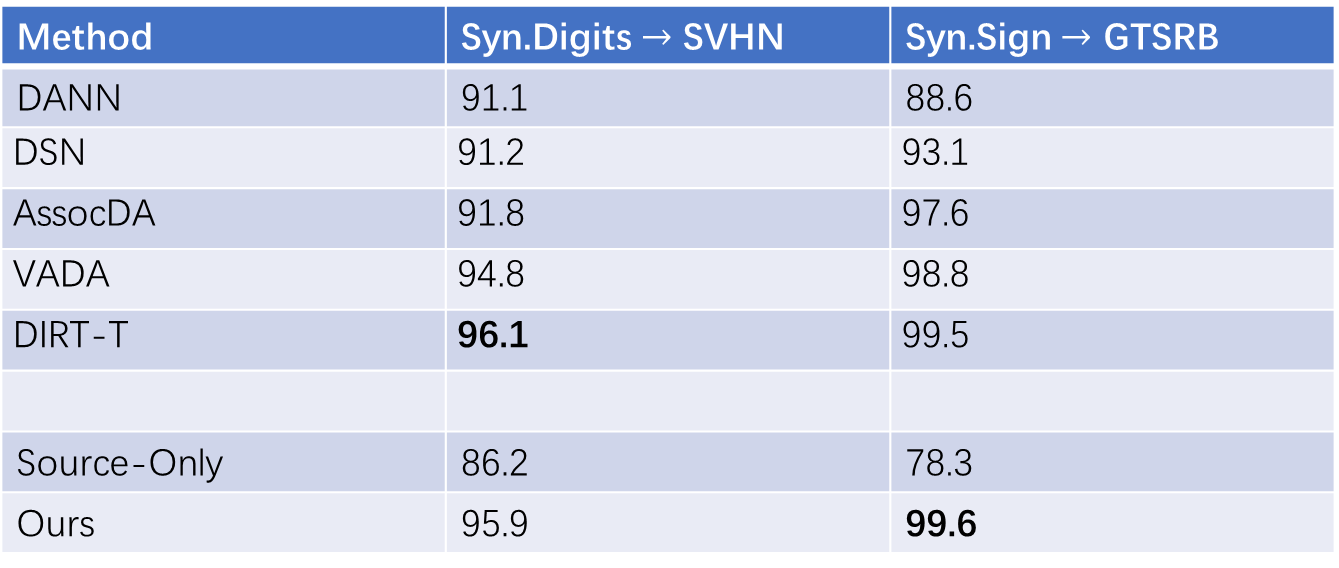 Method Syn.Digits → SVHN Syn.Sign → GTSRB
DANN 91.1 88.6
DSN 91.2 93.1
AssocDA 91.8 97.6
VADA 94.8 98.8
DIRT-T 96.1 99.5
Source-Only 86.2 78.3
Ours 95.9 99.6